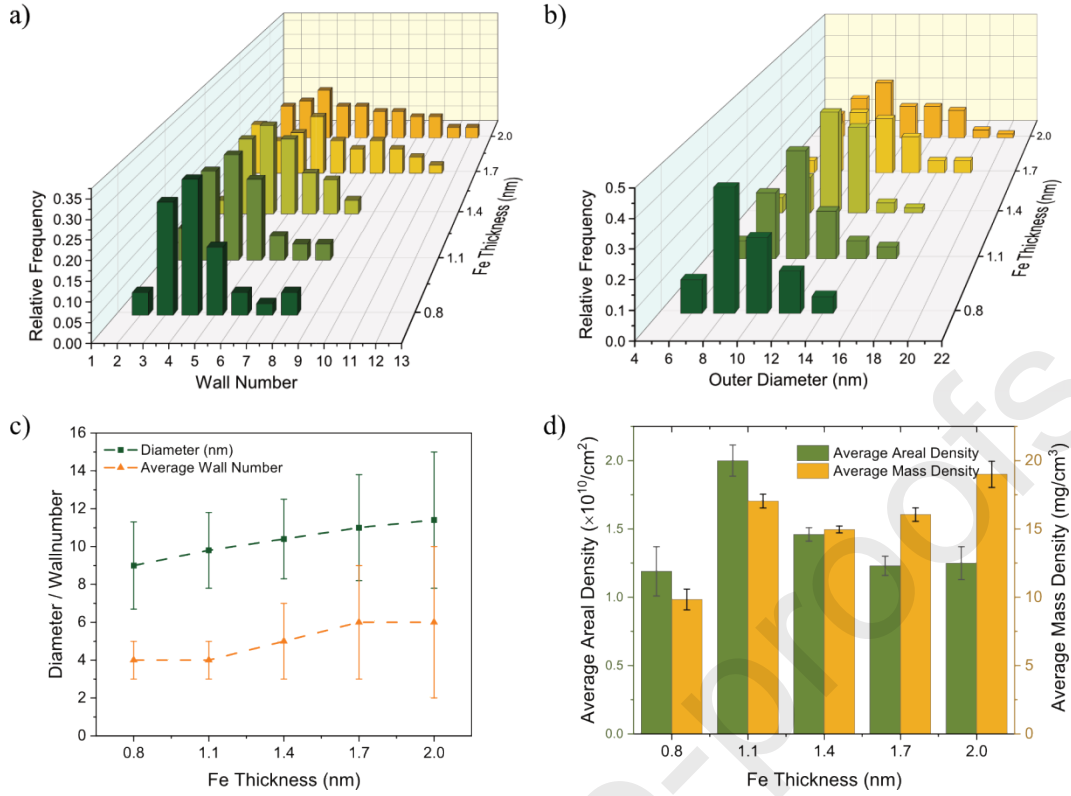 a)
Relative Frequency
0.35
0.30
0.25
0.20
0.15
0.10
0.05
0.00
1 2 3 4 5 6 7 8 9 10 11 12 13
Wall Number
0.8
1.1
1.4
1.7
2.0
Fe Thickness (nm)
b)
Relative Frequency
0.5
0.4
0.3
0.2
0.1
0.0
4 6 8 10 12 14 16 18 20 22
Outer Diameter (nm)
0.8
1.1
1.4
1.7
2.0
Fe Thickness (nm)
c)
Diameter / Wallnumber
16
14
12
10
8
6
4
2
0
Diameter (nm)
Average Wall Number
0.8 1.1 1.4 1.7 2.0
Fe Thickness (nm)
d)
Average Areal Density (×10¹⁰/cm²)
2.0
1.5
1.0
0.5
0.0
Average Areal Density
Average Mass Density
20
15
10
5
0
Average Mass Density (mg/cm³)
0.8 1.1 1.4 1.7 2.0
Fe Thickness (nm)
-proofs